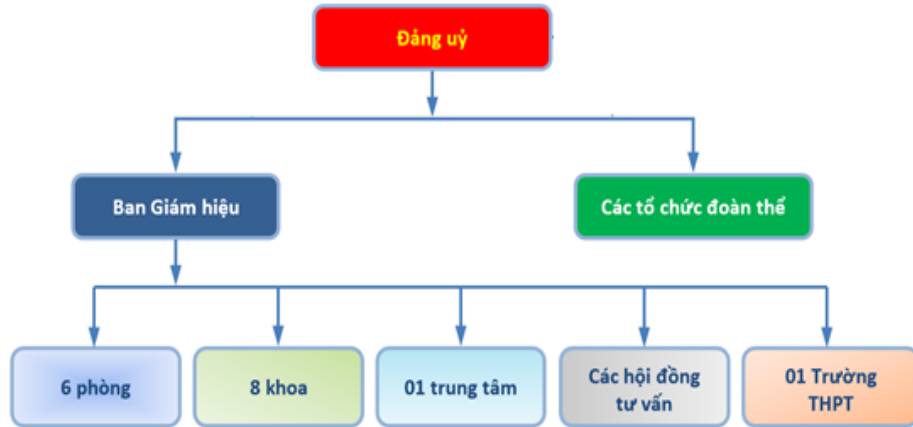 Đảng uỷ
Ban Giám hiệu
Các tổ chức đoàn thể
6 phòng
8 khoa
01 trung tâm
Các hội đồng
tư vấn
01 Trường
THPT